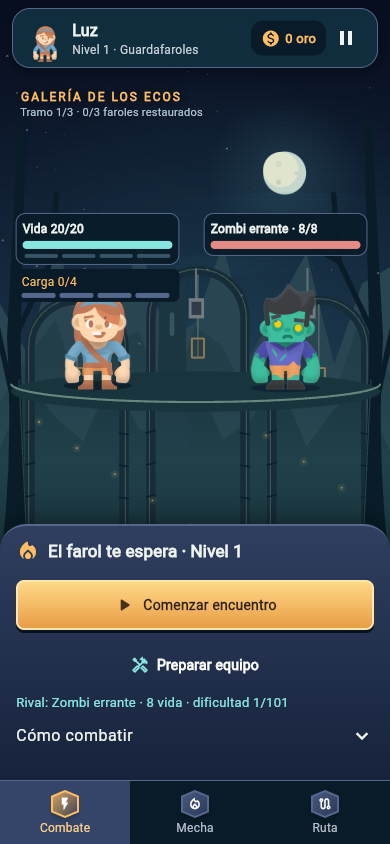 Luz
Nivel 1 · Guardafaroles
0 oro
GALERÍA DE LOS ECOS
Tramo 1/3 · 0/3 faroles restaurados
Vida 20/20
Zombi errante · 8/8
Carga 0/4
El farol te espera · Nivel 1
Comenzar encuentro
Preparar equipo
Rival: Zombi errante · 8 vida · dificultad 1/101
Cómo combatir
Combate
Mecha
Ruta